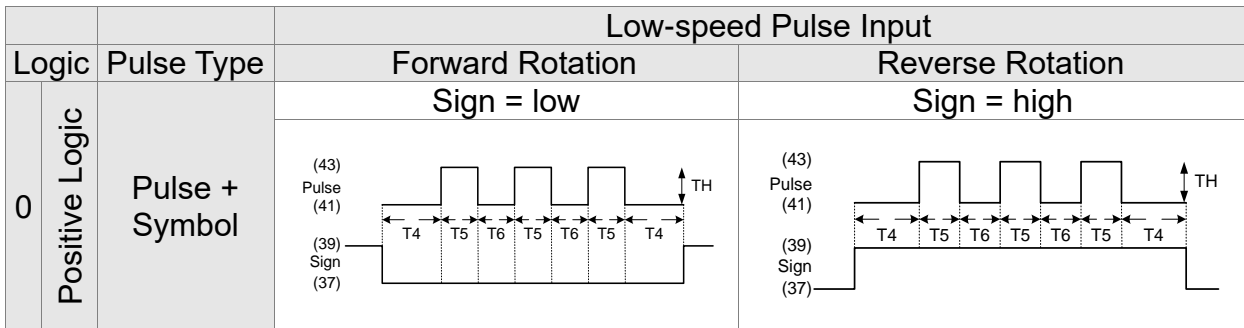 Low-speed Pulse Input
Logic Pulse Type Forward Rotation Reverse Rotation
0 Positive Logic Pulse +
Symbol
Sign = low
(43)
Pulse
(41)
TH
T4 T5 T6 T5 T6 T5 T4
(39)
Sign
(37)
Sign = high
(43)
Pulse
(41)
TH
T4 T5 T6 T5 T6 T5 T4
(39)
Sign
(37)